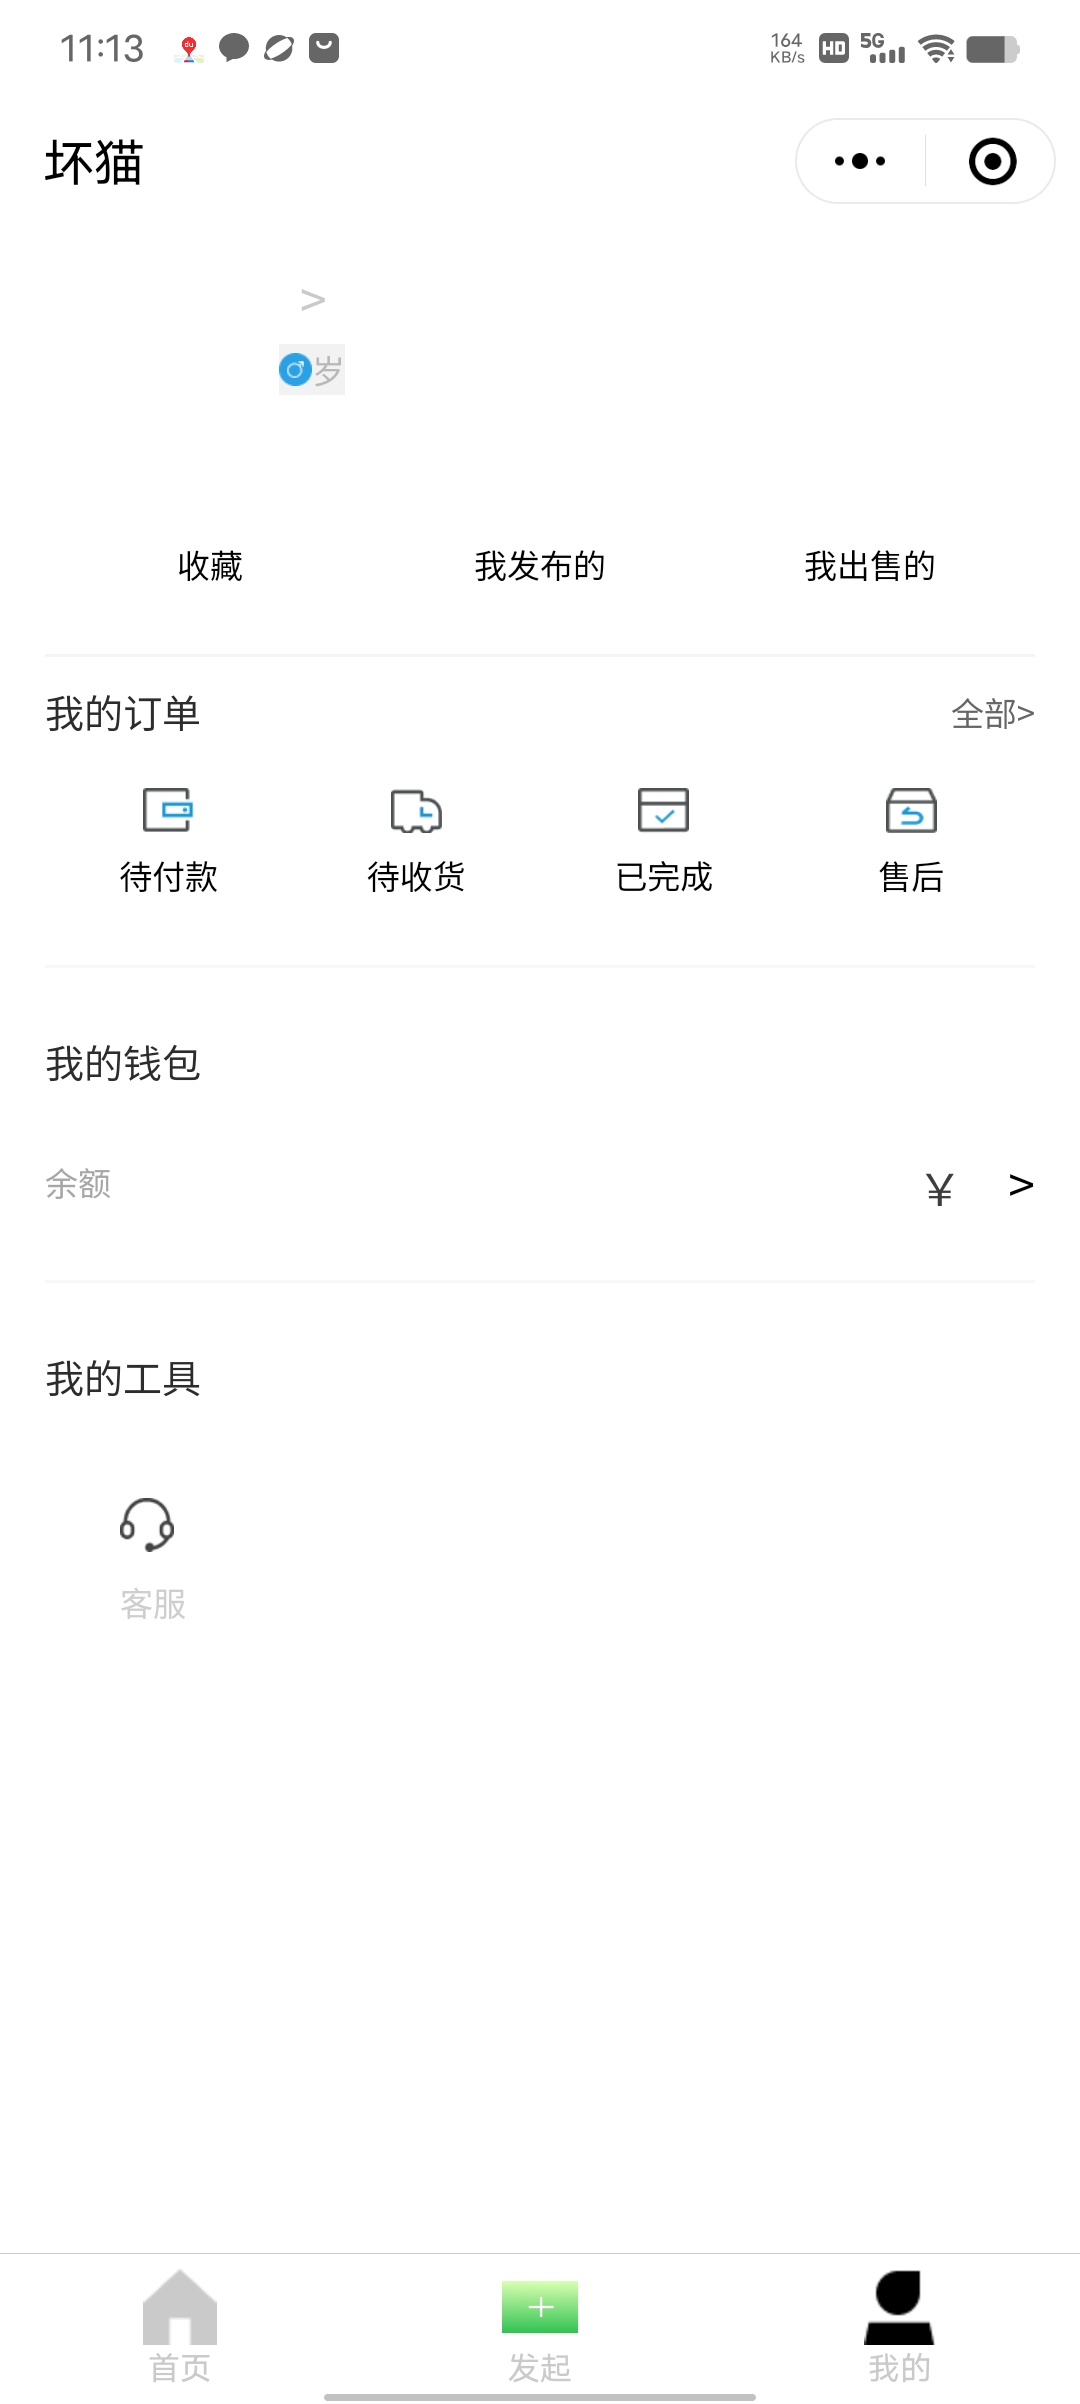 11:13
164 KB/s HD 5G
坏猫
>
岁
收藏 我发布的 我出售的
我的订单 全部>
待付款 待收货 已完成 售后
我的钱包
余额 ¥ >
我的工具
客服
首页 发起 我的